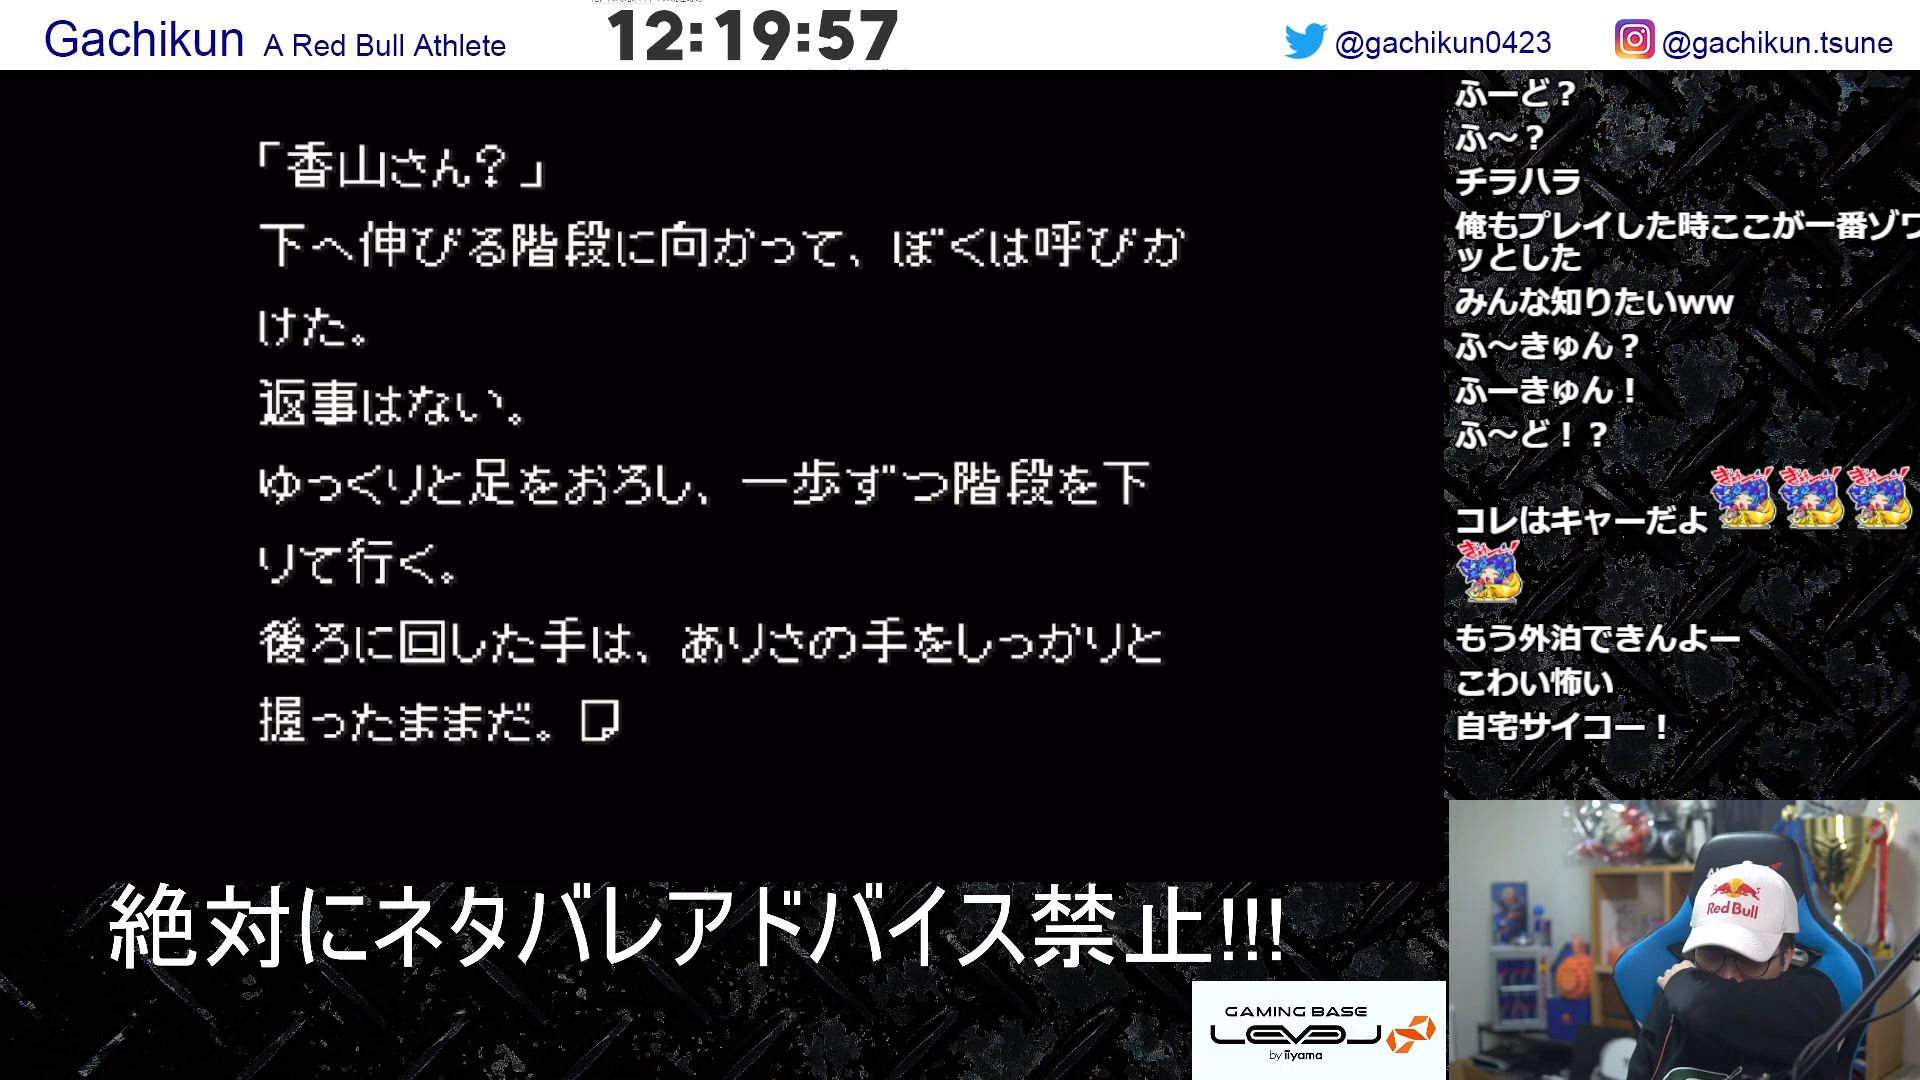 Gachikun A Red Bull Athlete
12:19:57
@gachikun0423
@gachikun.tsune
「香山さん？」
下へ伸びる階段に向かって、ぼくは呼びか
けた。
返事はない。
ゆっくりと足をおろし、一歩ずつ階段を下
りて行く。
後ろに回した手は、ありさの手をしっかりと
握ったままだ。
ふーど？
ふ～？
チラハラ
俺もプレイした時ここが一番ゾワ
ッとした
みんな知りたいww
ふ～きゅん？
ふーきゅん！
ふ～ど！？
コレはキャーだよ
もう外泊できんよー
こわい怖い
自宅サイコー！
絶対にネタバレアドバイス禁止!!!
GAMING BASE
LEVEL
by iiyama
Red Bull